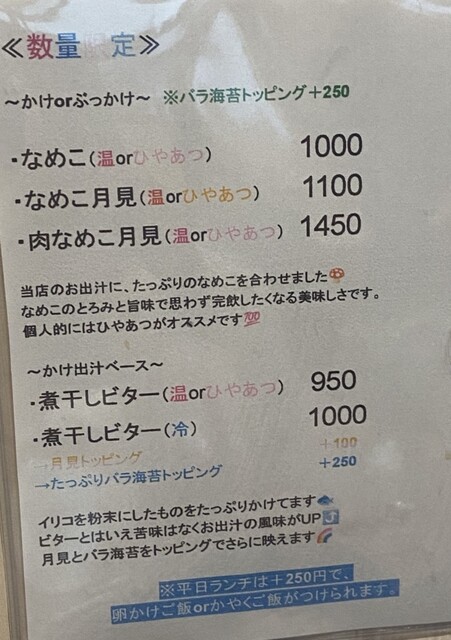 ≪数量限定≫
～かけorぶっかけ～ ※バラ海苔トッピング＋250
・なめこ（温orひやあつ） 1000
・なめこ月見（温orひやあつ） 1100
・肉なめこ月見（温orひやあつ） 1450
当店のお出汁に、たっぷりのなめこを合わせました🍄
なめこのとろみと旨味で思わず完飲したくなる美味しさです。
個人的にはひやあつがオススメです💯
～かけ出汁ベース～
・煮干しビター（温orひやあつ） 950
・煮干しビター（冷） 1000
→月見トッピング ＋100
→たっぷりバラ海苔トッピング ＋250
イリコを粉末にしたものをたっぷりかけてます🐟
ビターとはいえ苦味はなくお出汁の風味がUP⤴
月見とバラ海苔をトッピングでさらに映えます🌈
※平日ランチは＋250円で、
卵かけご飯orかやくご飯がつけられます。